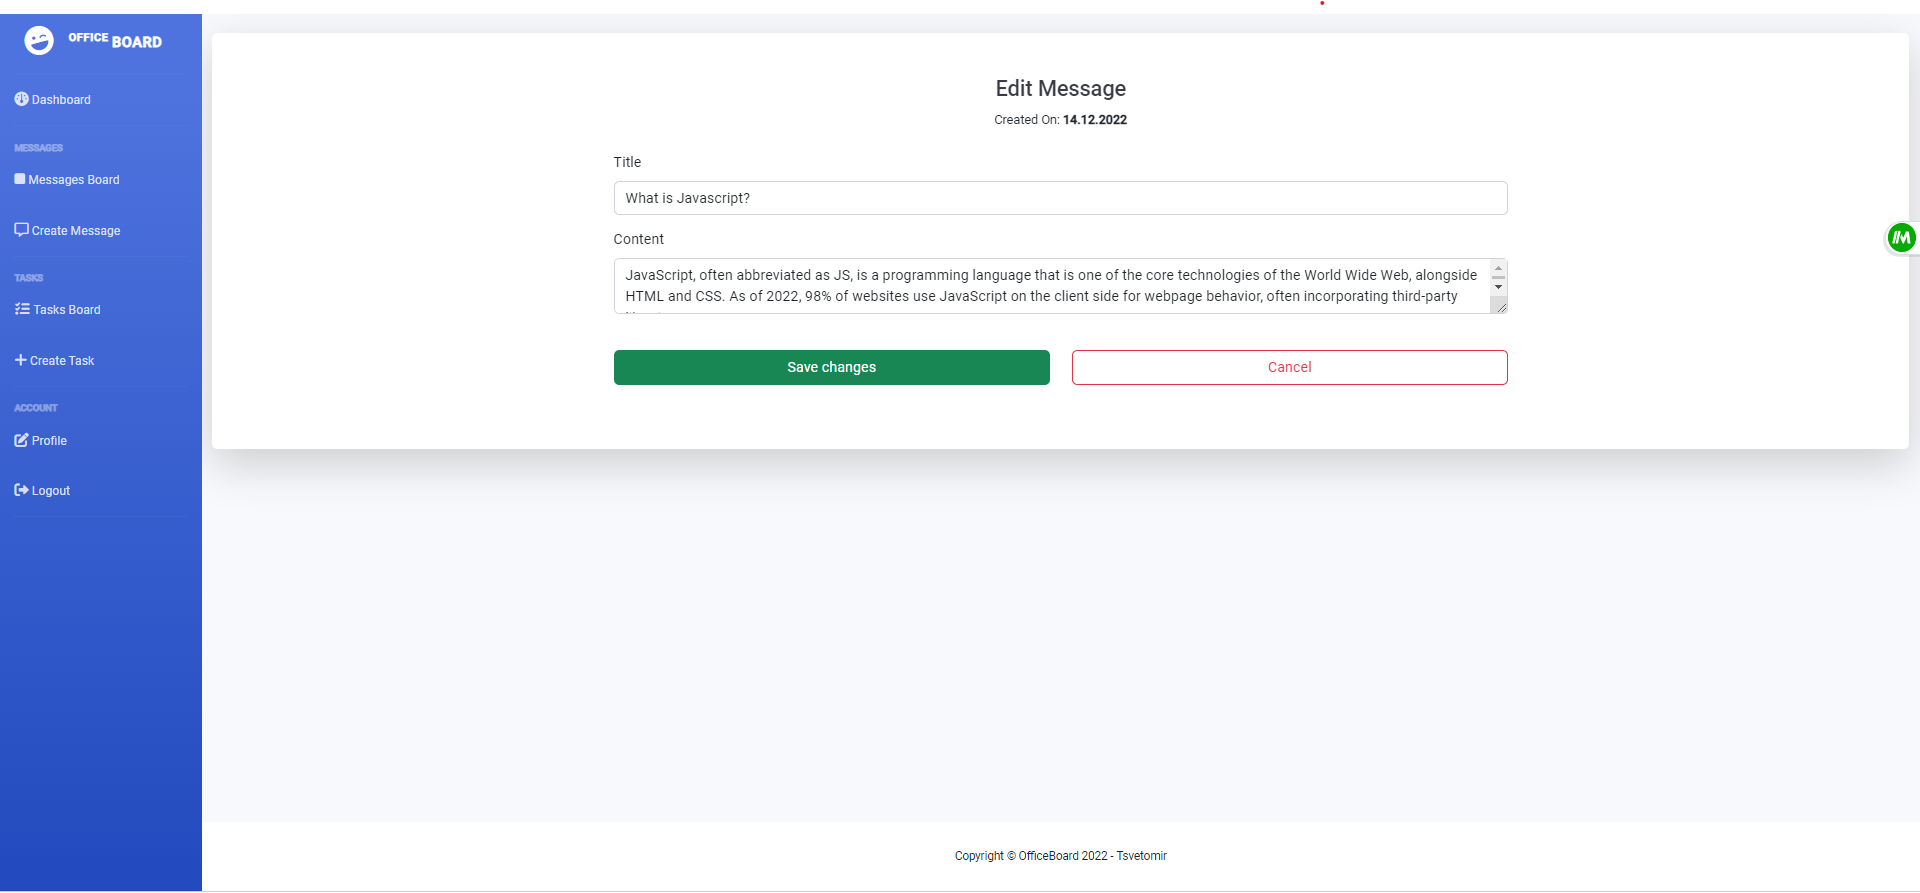 OFFICE BOARD
Dashboard
MESSAGES
Messages Board
Create Message
TASKS
Tasks Board
Create Task
ACCOUNT
Profile
Logout
Edit Message
Created On: 14.12.2022
Title
What is Javascript?
Content
JavaScript, often abbreviated as JS, is a programming language that is one of the core technologies of the World Wide Web, alongside
HTML and CSS. As of 2022, 98% of websites use JavaScript on the client side for webpage behavior, often incorporating third-party
Save changes
Cancel
Copyright © OfficeBoard 2022 - Tsvetomir